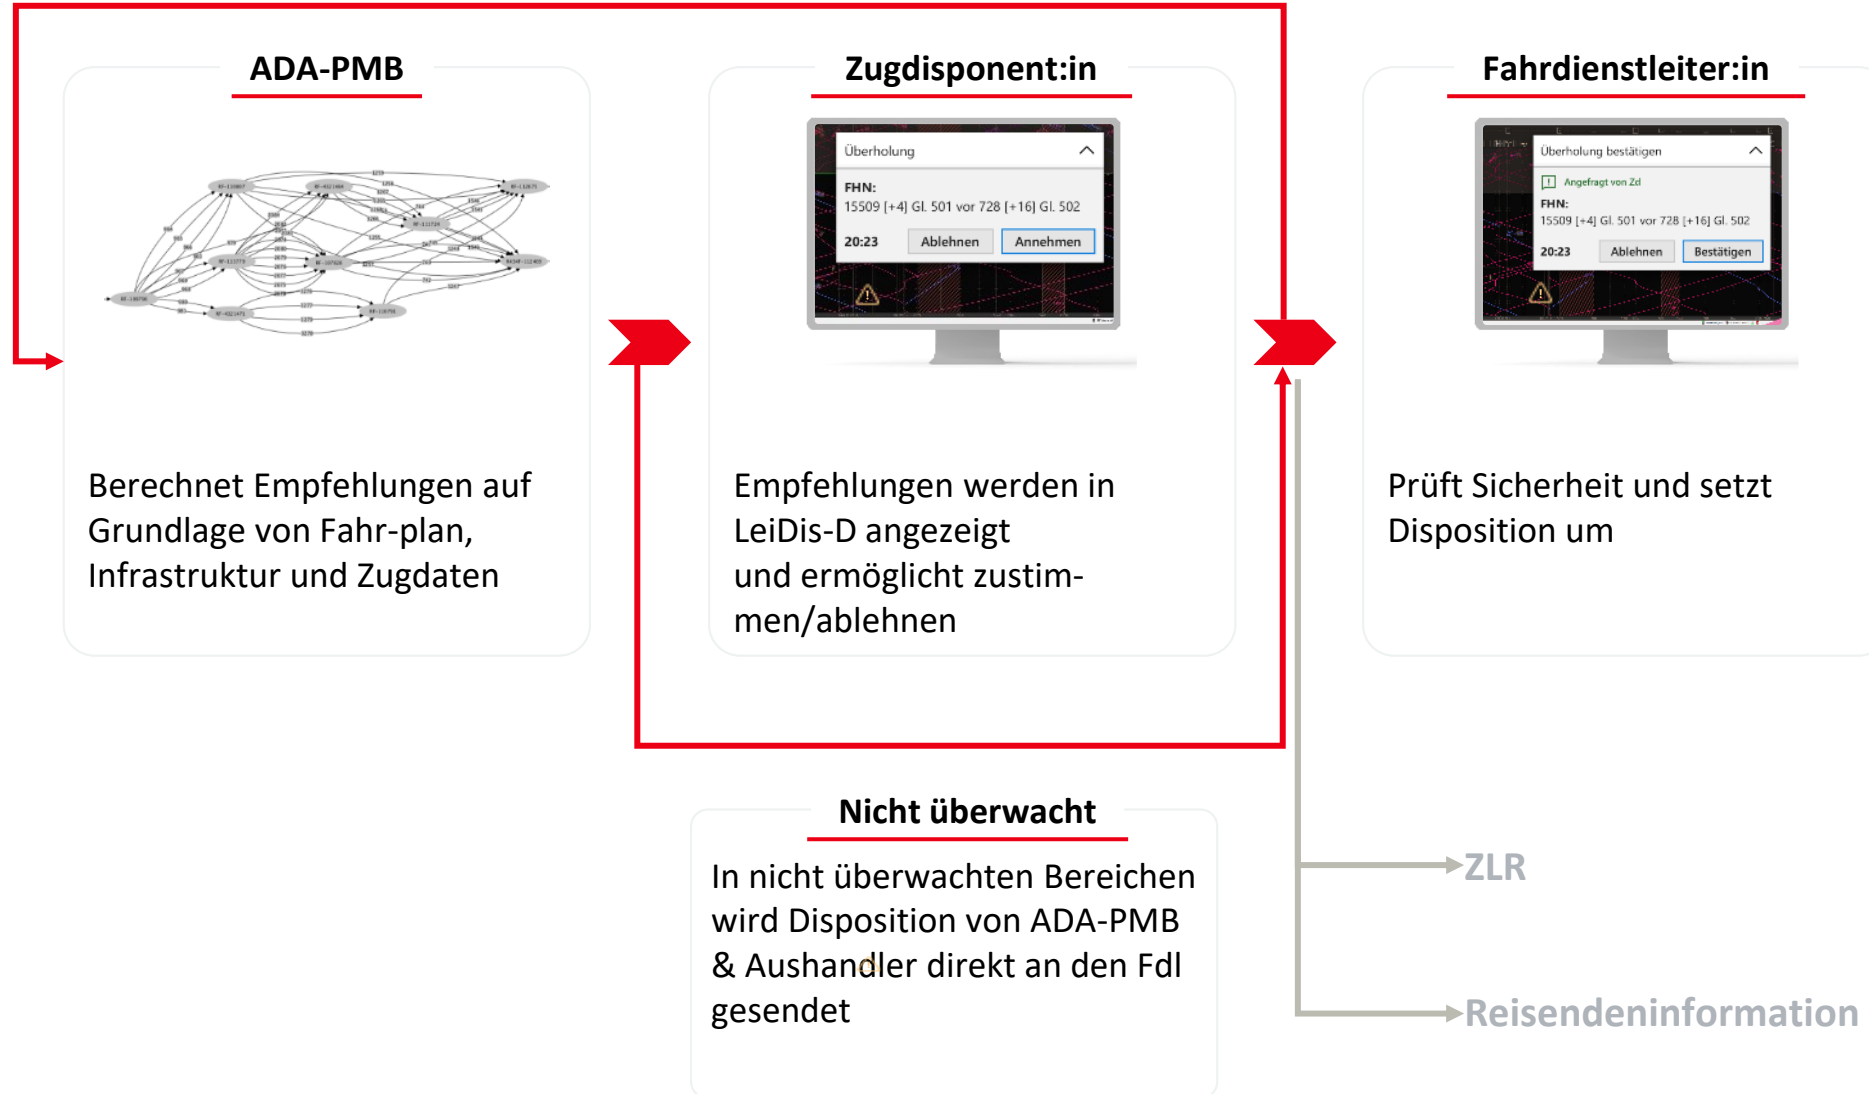 ADA-PMB
Berechnet Empfehlungen auf
Grundlage von Fahr-plan,
Infrastruktur und Zugdaten
Zugdisponent:in
Überholung
FHN:
15509 [+4] Gl. 501 vor 728 [+16] Gl. 502
20:23 Ablehnen Annehmen
Empfehlungen werden in
LeiDis-D angezeigt
und ermöglicht zustim-
men/ablehnen
Fahrdienstleiter:in
Überholung bestätigen
Angefragt von Zd
FHN:
15509 [+4] Gl. 501 vor 728 [+16] Gl. 502
20:23 Ablehnen Bestätigen
Prüft Sicherheit und setzt
Disposition um
Nicht überwacht
In nicht überwachten Bereichen
wird Disposition von ADA-PMB
& Aushandler direkt an den Fdl
gesendet
ZLR
Reisendeninformation